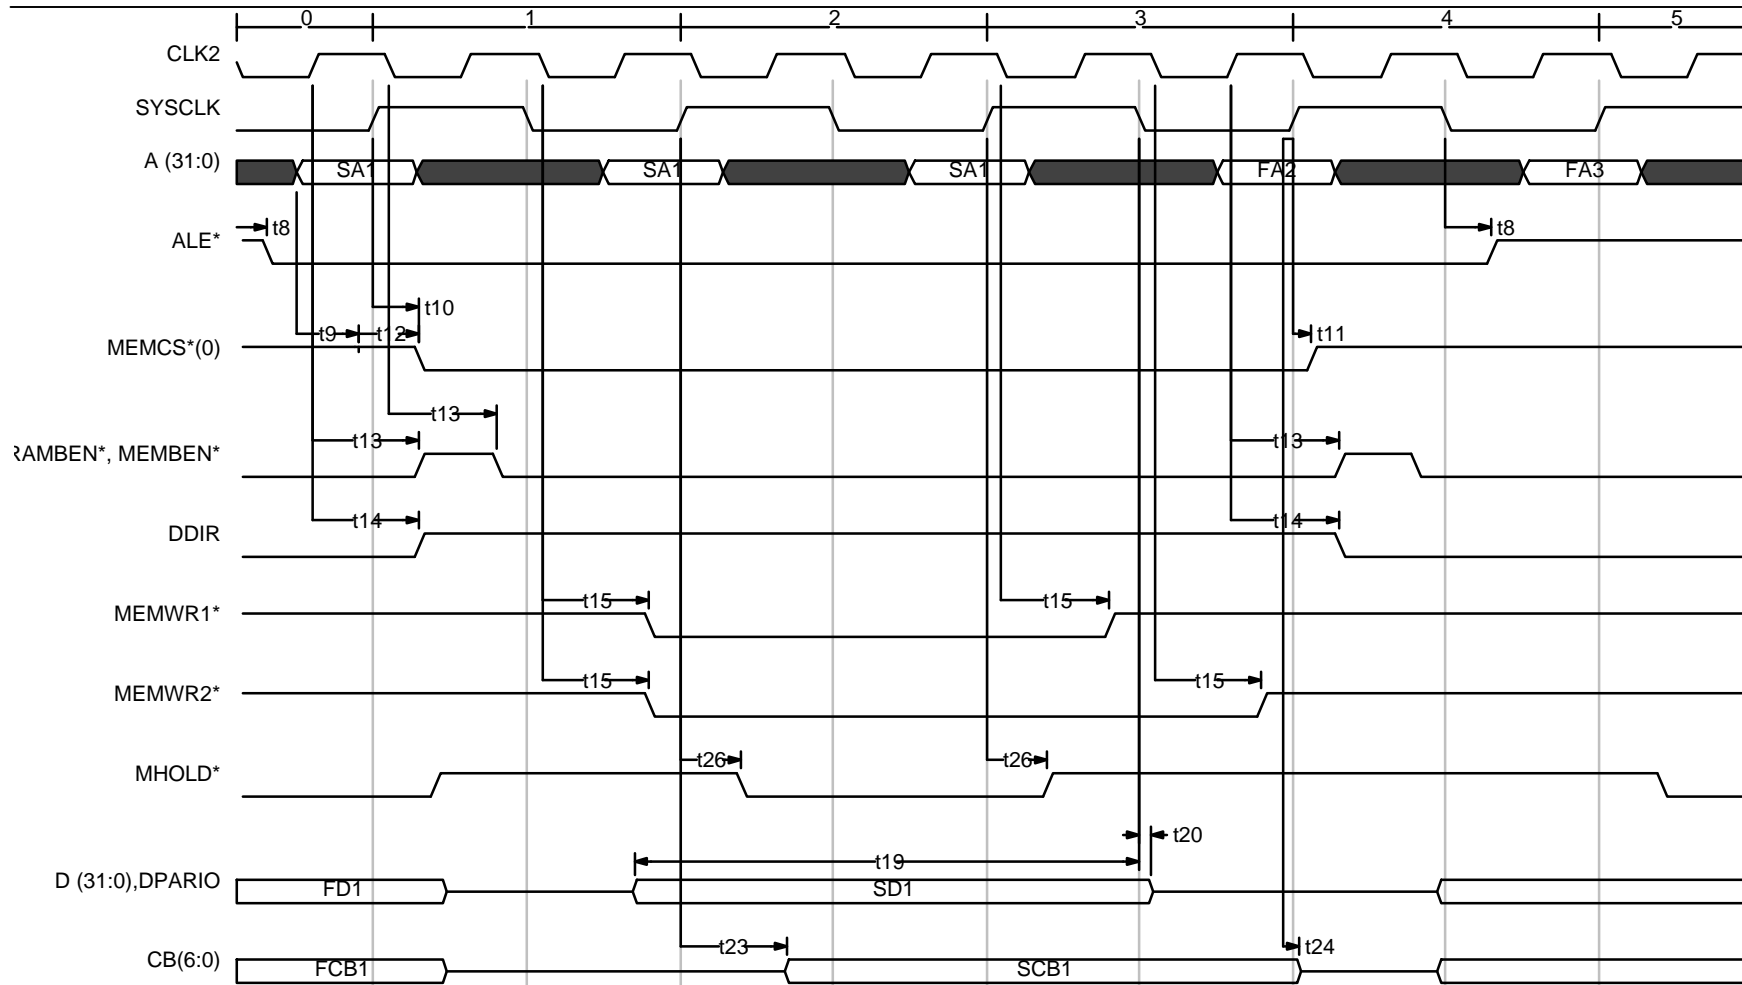 0 1 2 3 4 5
CLK2
SYSCLK
A (31:0) SA1 SA1 SA1 FA2 FA3
t8 t8
ALE*
t10
t9 t12 t11
MEMCS*(0)
t13
t13 t13
RAMBEN*, MEMBEN*
t14 t14
DDIR
t15 t15
MEMWR1*
t15 t15
MEMWR2*
t26 t26
MHOLD*
t20
t19
D (31:0),DPARIO FD1 SD1
t23 t24
CB(6:0) FCB1 SCB1